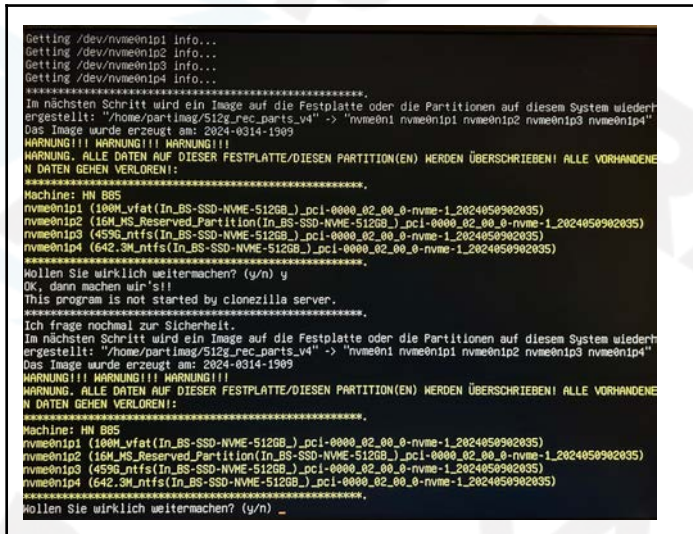 Getting /dev/nvme0n1p1 info...
Getting /dev/nvme0n1p2 info...
Getting /dev/nvme0n1p3 info...
Getting /dev/nvme0n1p4 info...
*****************************************************.
Im nächsten Schritt wird ein Image auf die Festplatte oder die Partitionen auf diesem System wiederh
ergestellt: "/home/partimag/512g_rec_parts_v4" -> "nvme0n1 nvme0n1p1 nvme0n1p2 nvme0n1p3 nvme0n1p4"
Das Image wurde erzeugt am: 2024-0314-1909
WARNUNG!!! WARNUNG!!! WARNUNG!!!
WARNUNG. ALLE DATEN AUF DIESER FESTPLATTE/DIESEN PARTITION(EN) WERDEN ÜBERSCHRIEBEN! ALLE VORHANDENE
N DATEN GEHEN VERLOREN!:
*****************************************************.
Machine: HN B85
nvme0n1p1 (100M_vfat(In_BS-SSD-NVME-512GB_)_pci-0000_02_00_0-nvme-1_2024050902035)
nvme0n1p2 (16M_MS_Reserved_Partition(In_BS-SSD-NVME-512GB_)_pci-0000_02_00_0-nvme-1_2024050902035)
nvme0n1p3 (459G_ntfs(In_BS-SSD-NVME-512GB_)_pci-0000_02_00_0-nvme-1_2024050902035)
nvme0n1p4 (642.3M_ntfs(In_BS-SSD-NVME-512GB_)_pci-0000_02_00_0-nvme-1_2024050902035)
*****************************************************.
Wollen Sie wirklich weitermachen? (y/n) y
OK, dann machen wir's!!
This program is not started by clonezilla server.
*****************************************************.
Ich frage nochmal zur Sicherheit.
Im nächsten Schritt wird ein Image auf die Festplatte oder die Partitionen auf diesem System wiederh
ergestellt: "/home/partimag/512g_rec_parts_v4" -> "nvme0n1 nvme0n1p1 nvme0n1p2 nvme0n1p3 nvme0n1p4"
Das Image wurde erzeugt am: 2024-0314-1909
WARNUNG!!! WARNUNG!!! WARNUNG!!!
WARNUNG. ALLE DATEN AUF DIESER FESTPLATTE/DIESEN PARTITION(EN) WERDEN ÜBERSCHRIEBEN! ALLE VORHANDENE
N DATEN GEHEN VERLOREN!:
*****************************************************.
Machine: HN B85
nvme0n1p1 (100M_vfat(In_BS-SSD-NVME-512GB_)_pci-0000_02_00_0-nvme-1_2024050902035)
nvme0n1p2 (16M_MS_Reserved_Partition(In_BS-SSD-NVME-512GB_)_pci-0000_02_00_0-nvme-1_2024050902035)
nvme0n1p3 (459G_ntfs(In_BS-SSD-NVME-512GB_)_pci-0000_02_00_0-nvme-1_2024050902035)
nvme0n1p4 (642.3M_ntfs(In_BS-SSD-NVME-512GB_)_pci-0000_02_00_0-nvme-1_2024050902035)
*****************************************************.
Wollen Sie wirklich weitermachen? (y/n) _